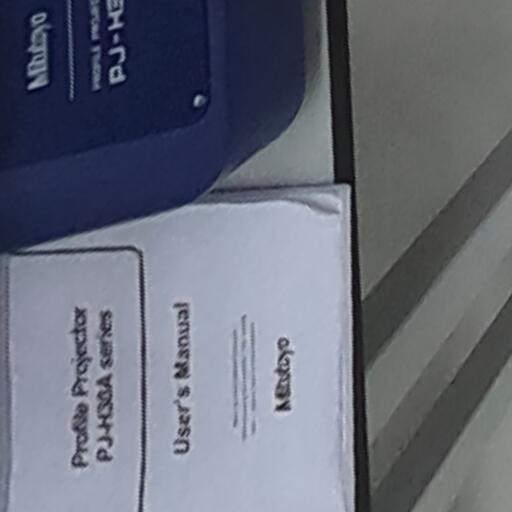 Mitutoyo
PJ-H3
Profile Projector
PJ-H30A series
User's Manual
Mitutoyo